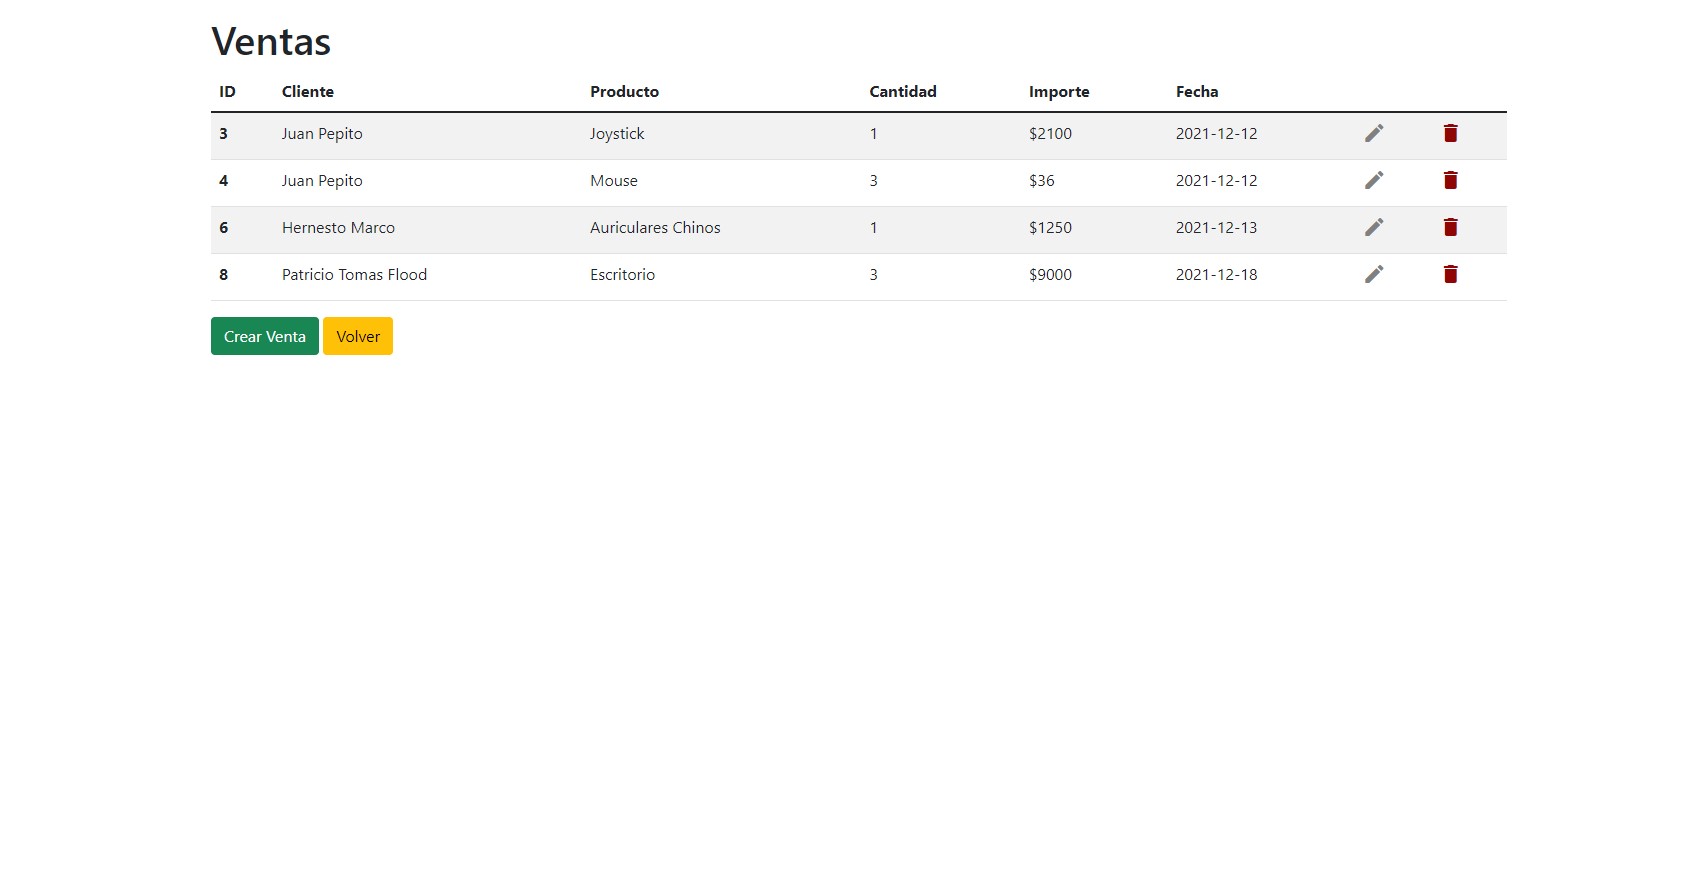 Ventas
ID Cliente Producto Cantidad Importe Fecha
3 Juan Pepito Joystick 1 $2100 2021-12-12
4 Juan Pepito Mouse 3 $36 2021-12-12
6 Hernesto Marco Auriculares Chinos 1 $1250 2021-12-13
8 Patricio Tomas Flood Escritorio 3 $9000 2021-12-18
Crear Venta Volver